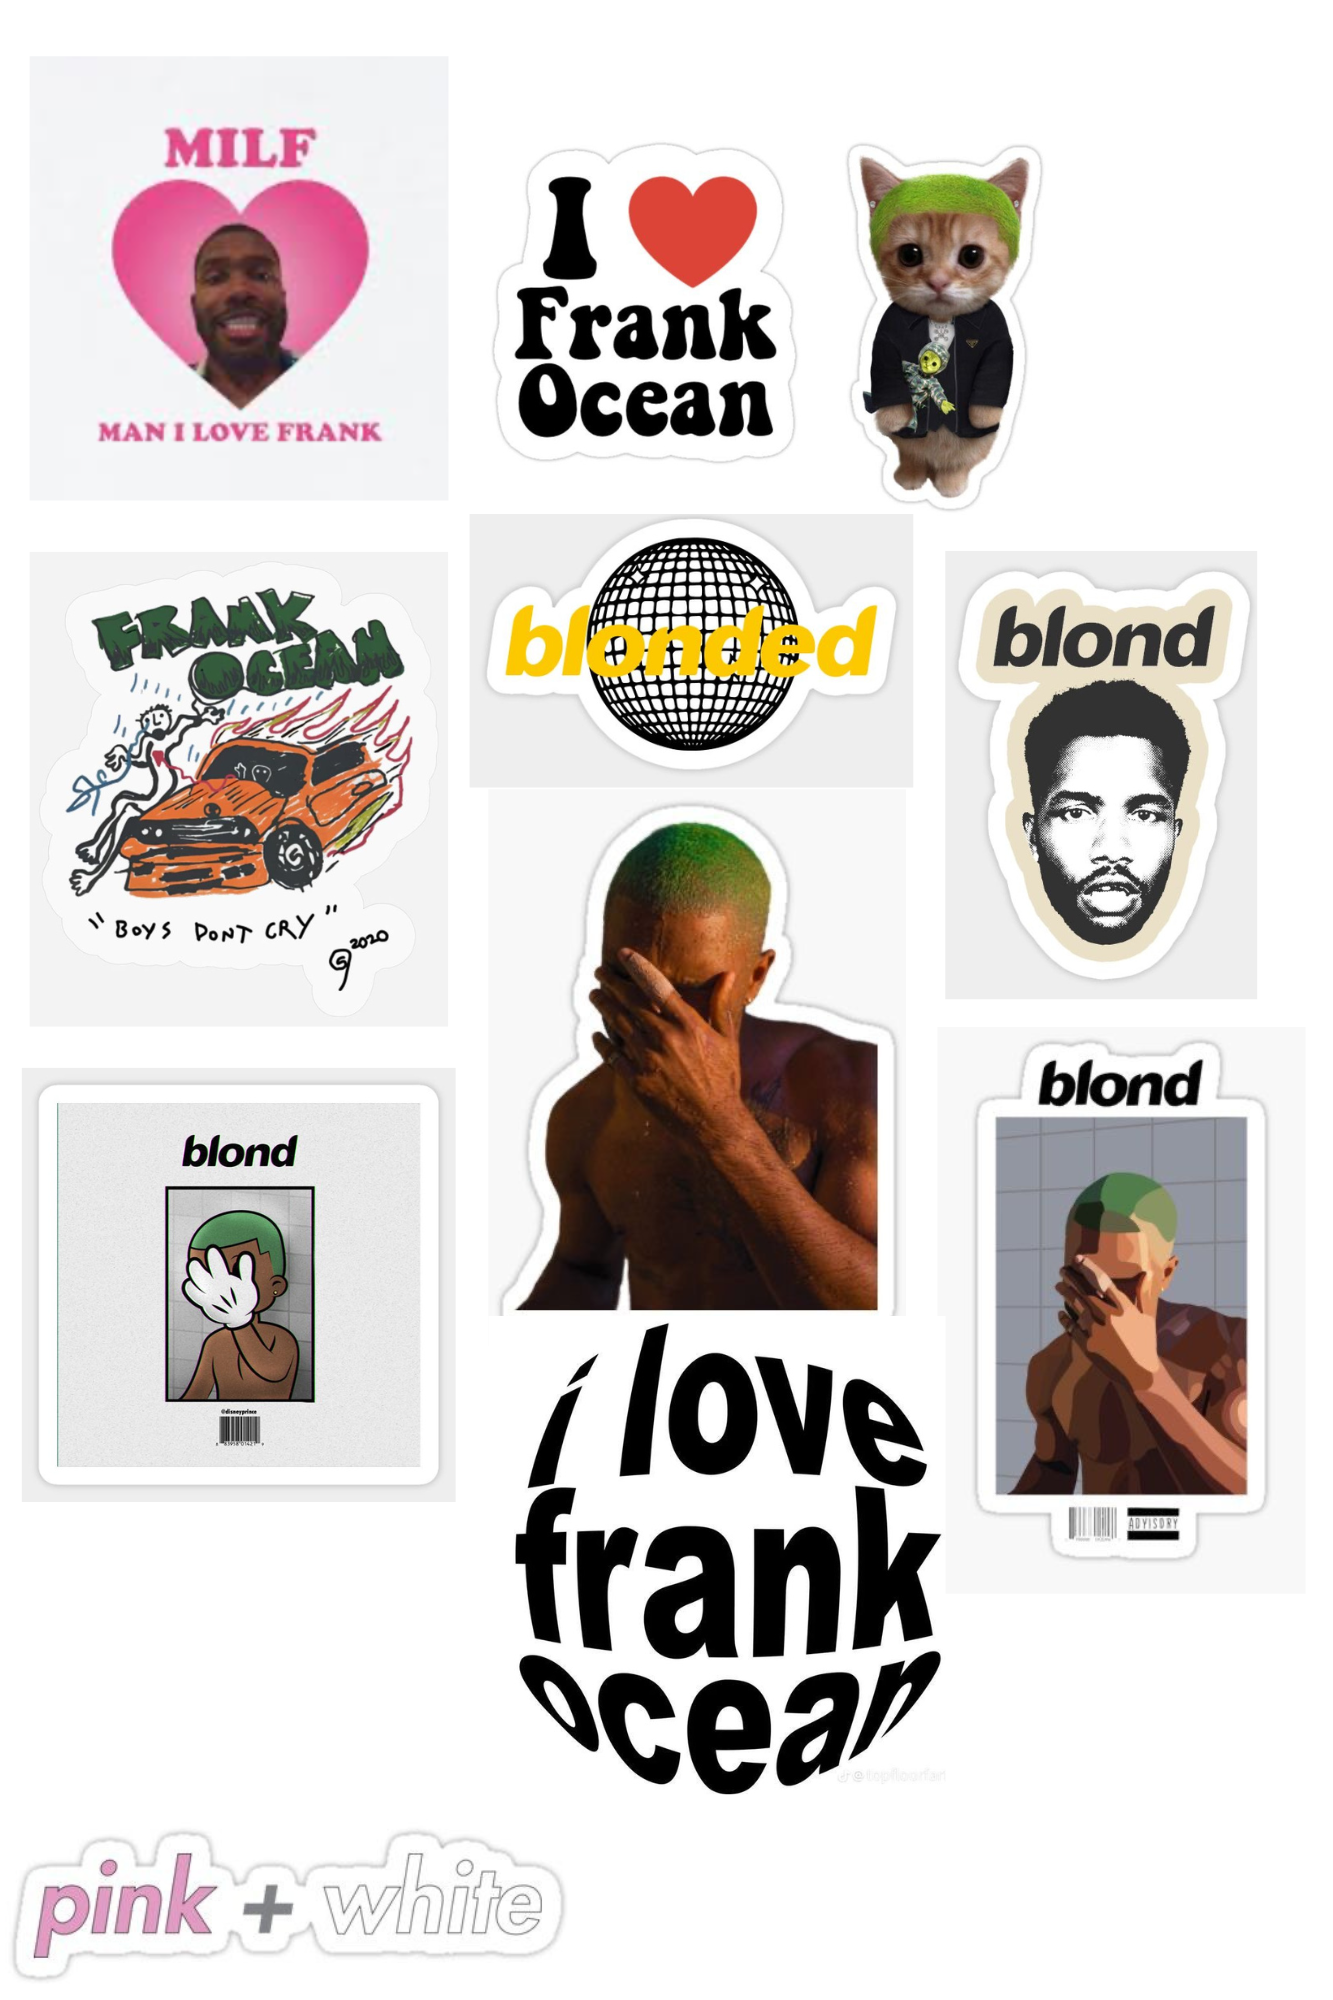 MILF
MAN I LOVE FRANK
I
Frank
Ocean
FRANK
OCEAN
"BOYS DONT CRY"
2020
blonded
blond
blond
@disneyprince
blond
ADVISORY
i love
frank
ocean
pink + white